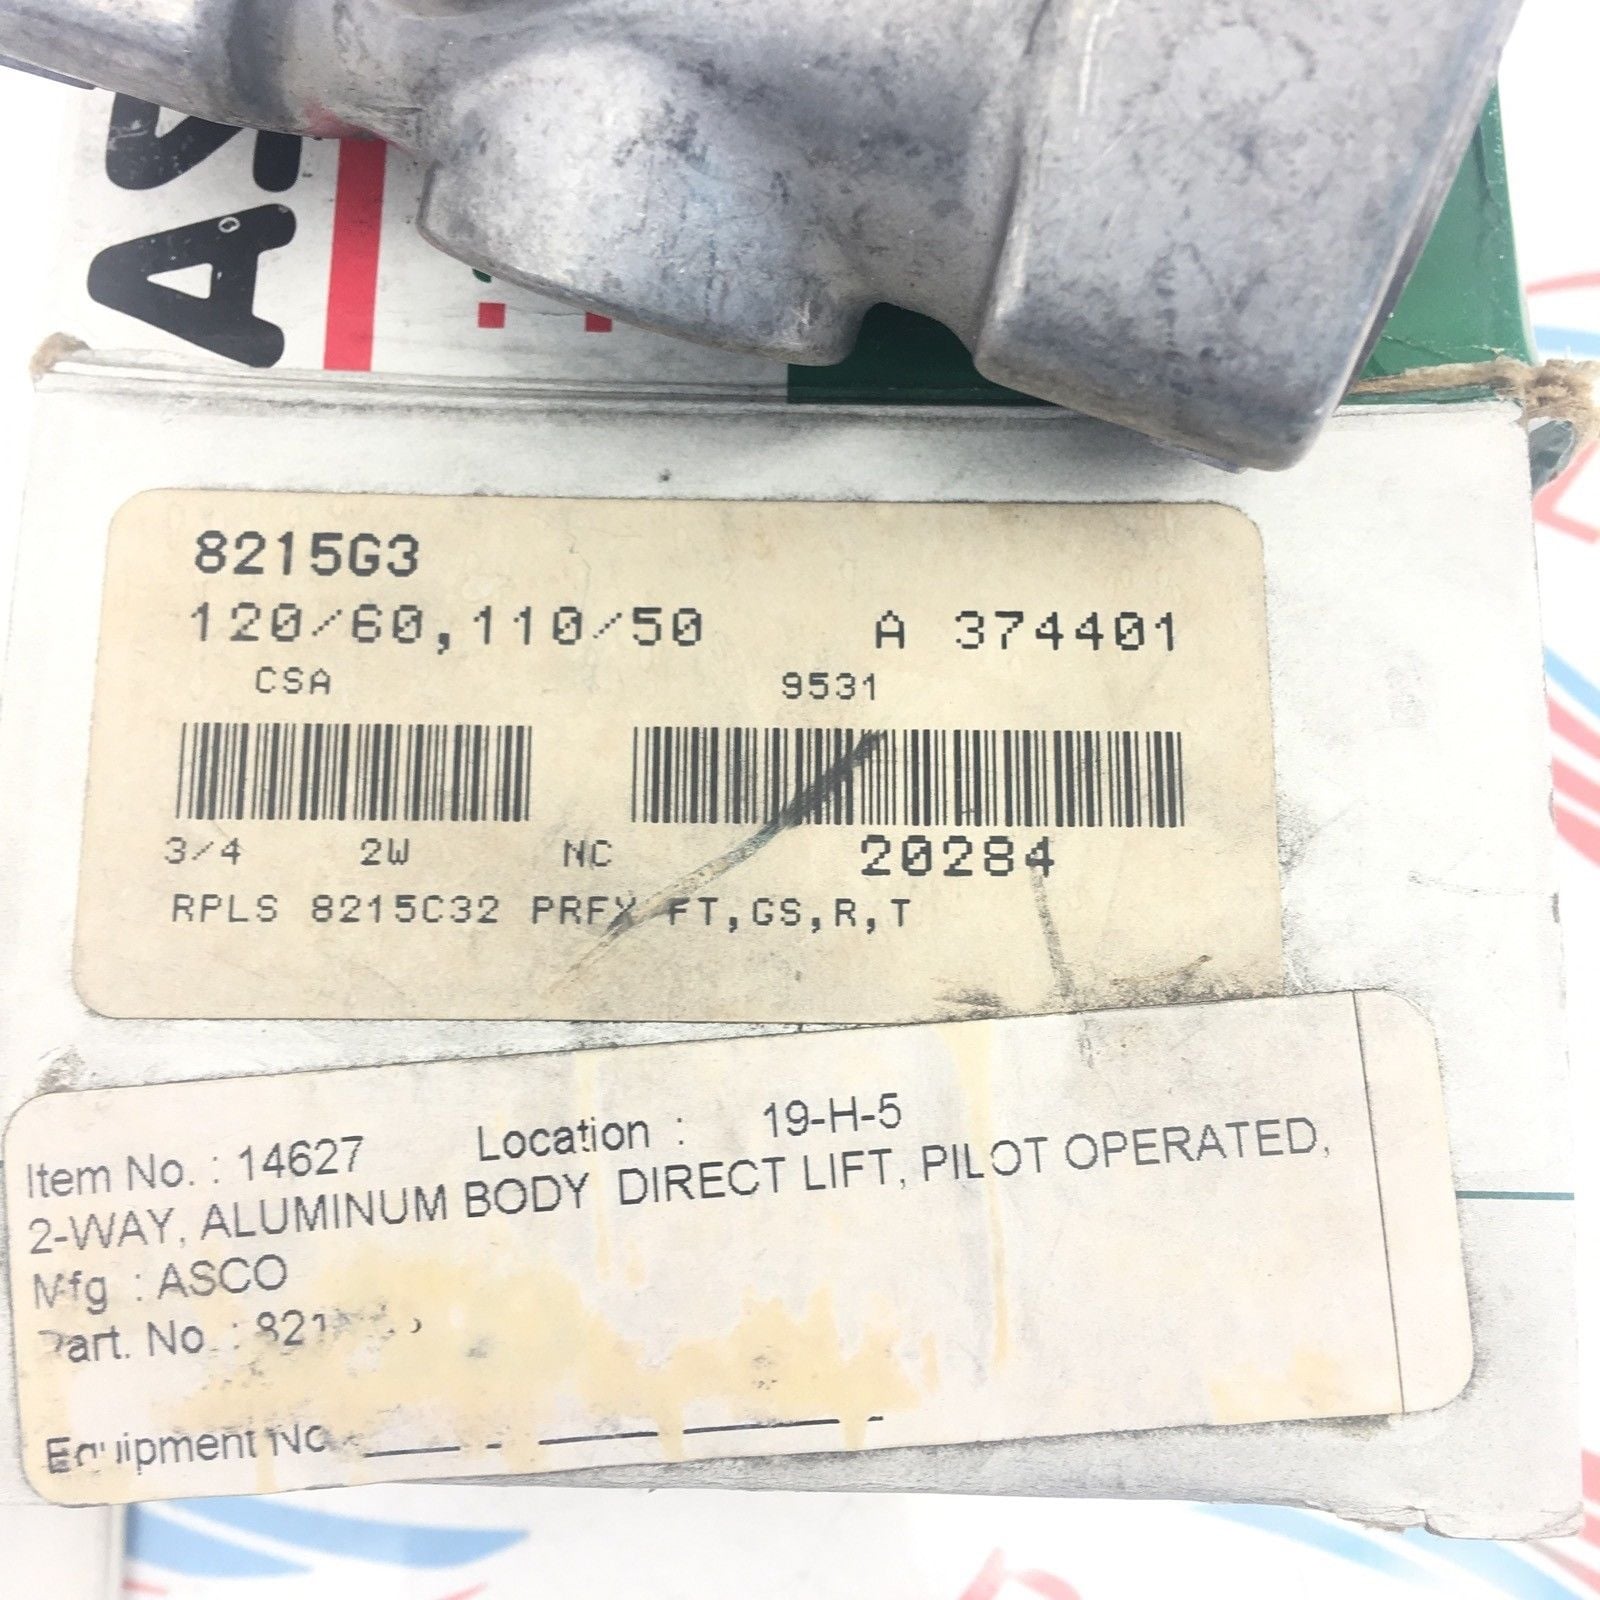 AS
8215G3
120/60,110/50 A 374401
CSA 9531
3/4 2W NC 20284
RPLS 8215C32 PRFX FT,GS,R,T
Item No. : 14627 Location : 19-H-5
2-WAY, ALUMINUM BODY DIRECT LIFT, PILOT OPERATED,
Mfg : ASCO
Part. No. :
Equipment No